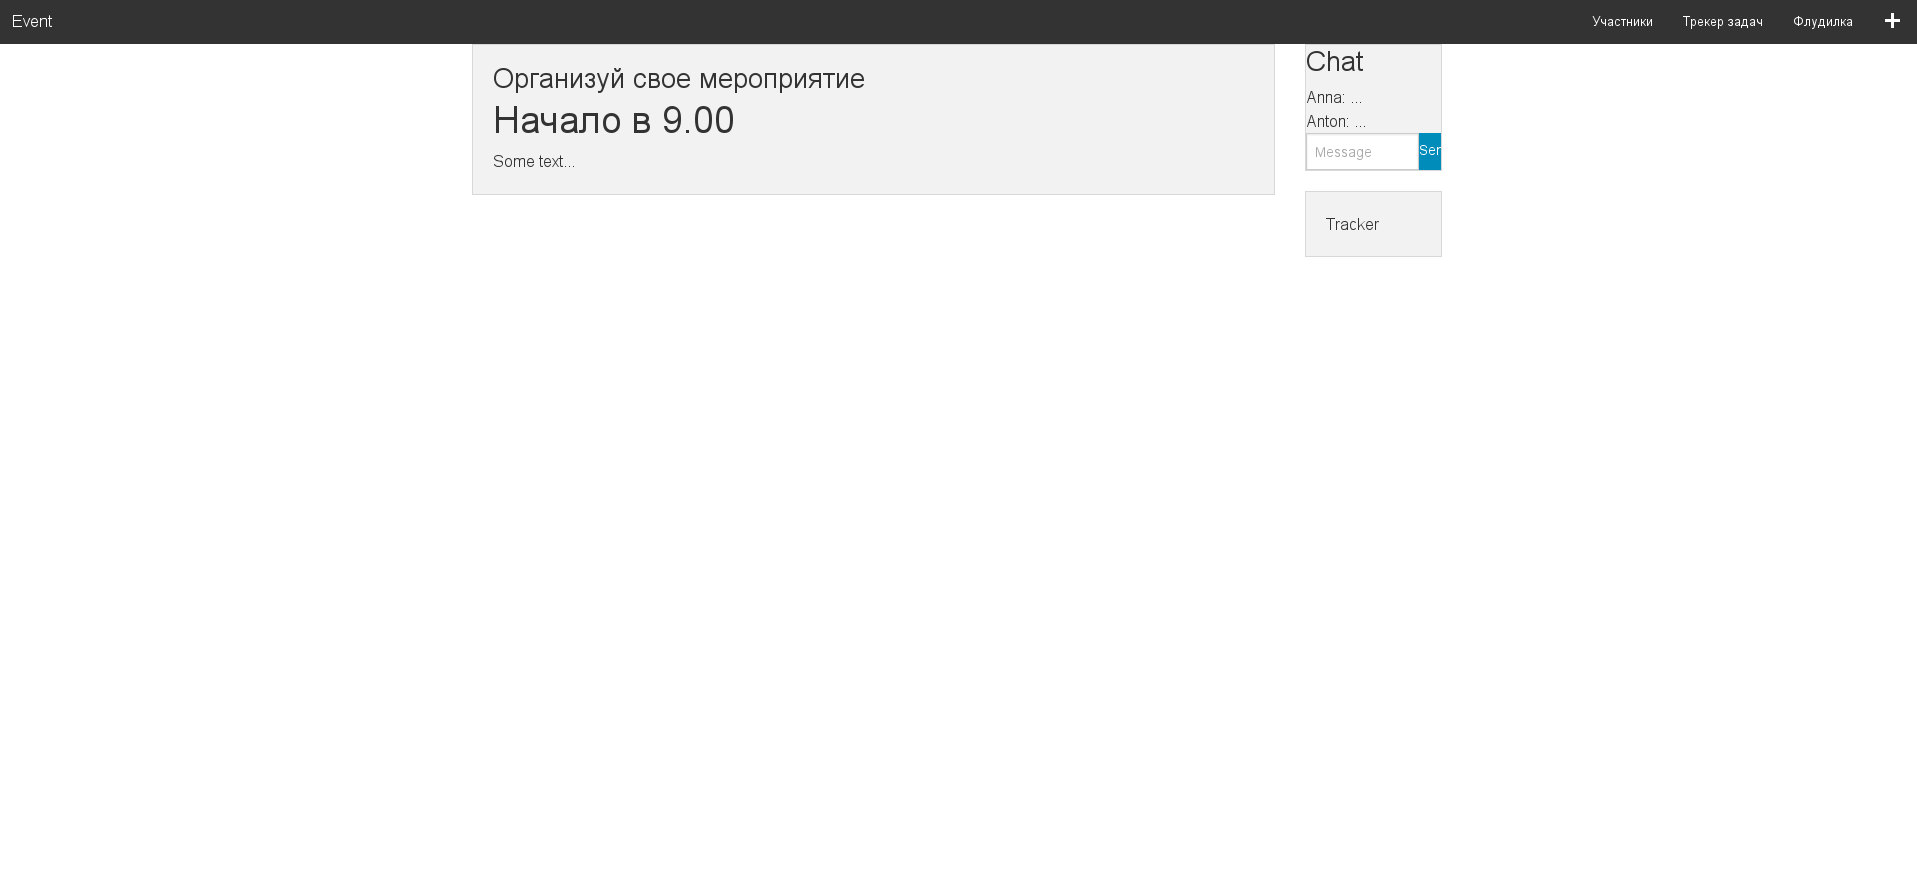 Event
Участники
Трекер задач
Флудилка
Организуй свое мероприятие
Начало в 9.00
Some text...
Chat
Anna: ...
Anton: ...
Message
Ser
Tracker